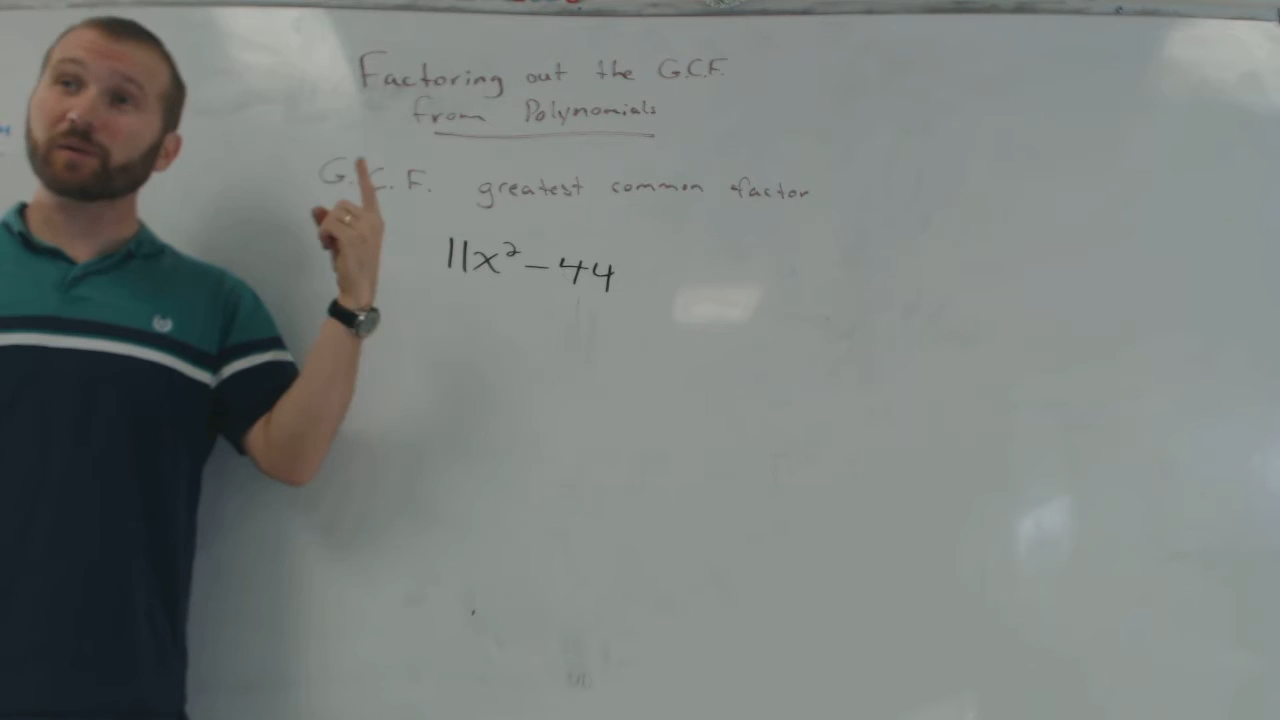 Factoring out the G.C.F.
from Polynomials
G.C. F. greatest common factor
11x² - 44